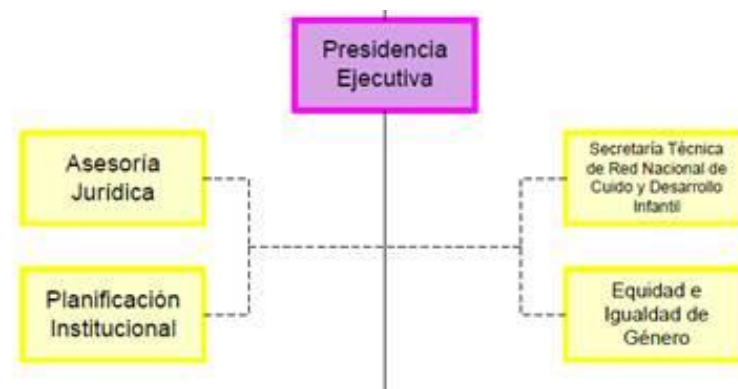 Presidencia
Ejecutiva
Asesoría
Jurídica
Secretaría Técnica
de Red Nacional de
Cuido y Desarrollo
Infantil
Planificación
Institucional
Equidad e
Igualdad de
Género